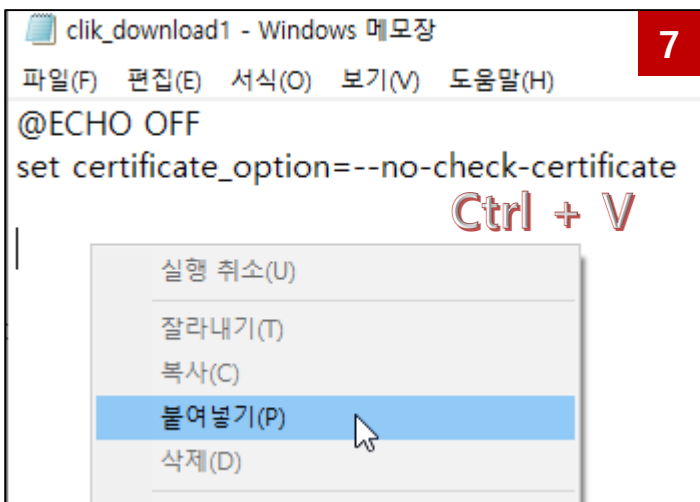 clik_download1 - Windows 메모장
7
파일(F) 편집(E) 서식(O) 보기(V) 도움말(H)
@ECHO OFF
set certificate_option=--no-check-certificate
Ctrl + V
실행 취소(U)
잘라내기(T)
복사(C)
붙여넣기(P)
삭제(D)